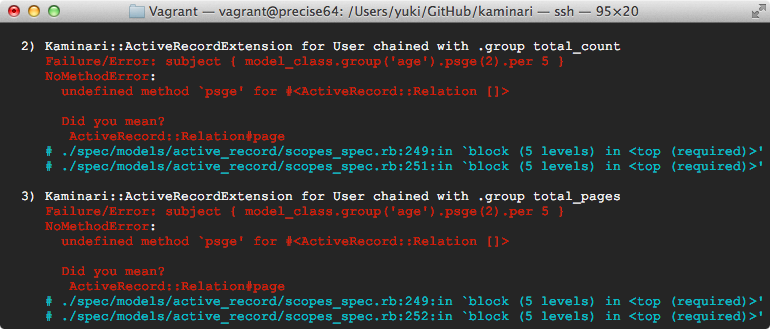 Vagrant — vagrant@precise64: /Users/yuki/GitHub/kaminari — ssh — 95×20
2) Kaminari::ActiveRecordExtension for User chained with .group total_count
Failure/Error: subject { model_class.group('age').psge(2).per 5 }
NoMethodError:
undefined method `psge' for #<ActiveRecord::Relation []>
Did you mean?
ActiveRecord::Relation#page
# ./spec/models/active_record/scopes_spec.rb:249:in `block (5 levels) in <top (required)>'
# ./spec/models/active_record/scopes_spec.rb:251:in `block (5 levels) in <top (required)>'
3) Kaminari::ActiveRecordExtension for User chained with .group total_pages
Failure/Error: subject { model_class.group('age').psge(2).per 5 }
NoMethodError:
undefined method `psge' for #<ActiveRecord::Relation []>
Did you mean?
ActiveRecord::Relation#page
# ./spec/models/active_record/scopes_spec.rb:249:in `block (5 levels) in <top (required)>'
# ./spec/models/active_record/scopes_spec.rb:252:in `block (5 levels) in <top (required)>'